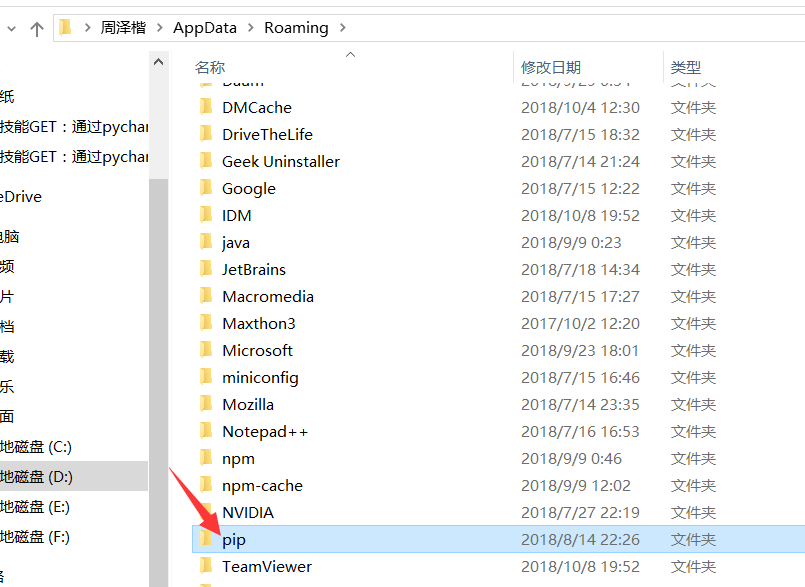 周泽楷 AppData Roaming
名称 修改日期 类型
DMCache 2018/10/4 12:30 文件夹
DriveTheLife 2018/7/15 18:32 文件夹
Geek Uninstaller 2018/7/14 21:24 文件夹
Google 2018/7/15 12:22 文件夹
IDM 2018/10/8 19:52 文件夹
java 2018/9/9 0:23 文件夹
JetBrains 2018/7/18 14:34 文件夹
Macromedia 2018/7/15 17:27 文件夹
Maxthon3 2017/10/2 12:20 文件夹
Microsoft 2018/9/23 18:01 文件夹
miniconfig 2018/7/15 16:46 文件夹
Mozilla 2018/7/14 23:35 文件夹
Notepad++ 2018/7/16 16:53 文件夹
npm 2018/9/9 0:46 文件夹
npm-cache 2018/9/9 12:02 文件夹
NVIDIA 2018/7/27 22:19 文件夹
pip 2018/8/14 22:26 文件夹
TeamViewer 2018/10/8 19:52 文件夹
纸
技能GET：通过pychar
技能GET：通过pychar
eDrive
电脑
频
片
档
载
乐
面
地磁盘 (C:)
地磁盘 (D:)
地磁盘 (E:)
地磁盘 (F:)